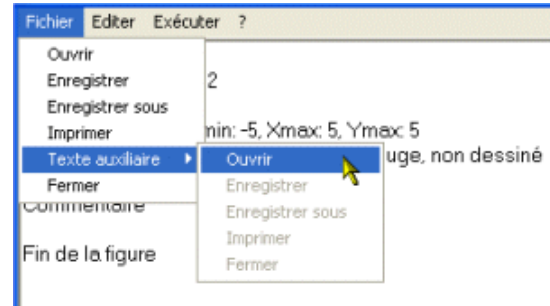 Fichier Editer Exécuter ?
Ouvrir
Enregistrer
2
Enregistrer sous
Imprimer
min: -5, Xmax: 5, Ymax: 5
Texte auxiliaire
Ouvrir
uge, non dessiné
Fermer
Enregistrer
Commentaire
Enregistrer sous
Imprimer
Fin de la figure
Fermer